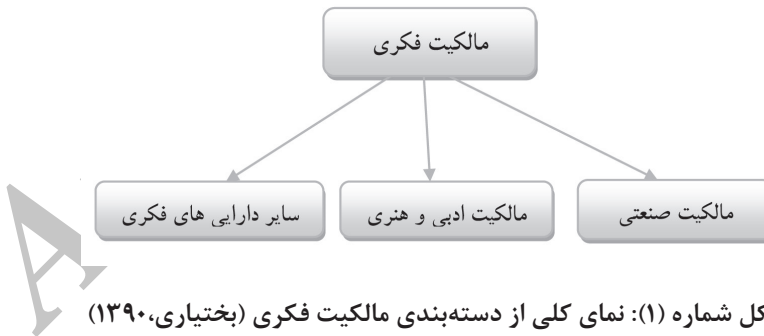 مالکیت فکری
مالکیت صنعتی
مالکیت ادبی و هنری
سایر دارایی های فکری
کل شماره (۱): نمای کلی از دسته‌بندی مالکیت فکری (بختیاری،۱۳۹۰)
A